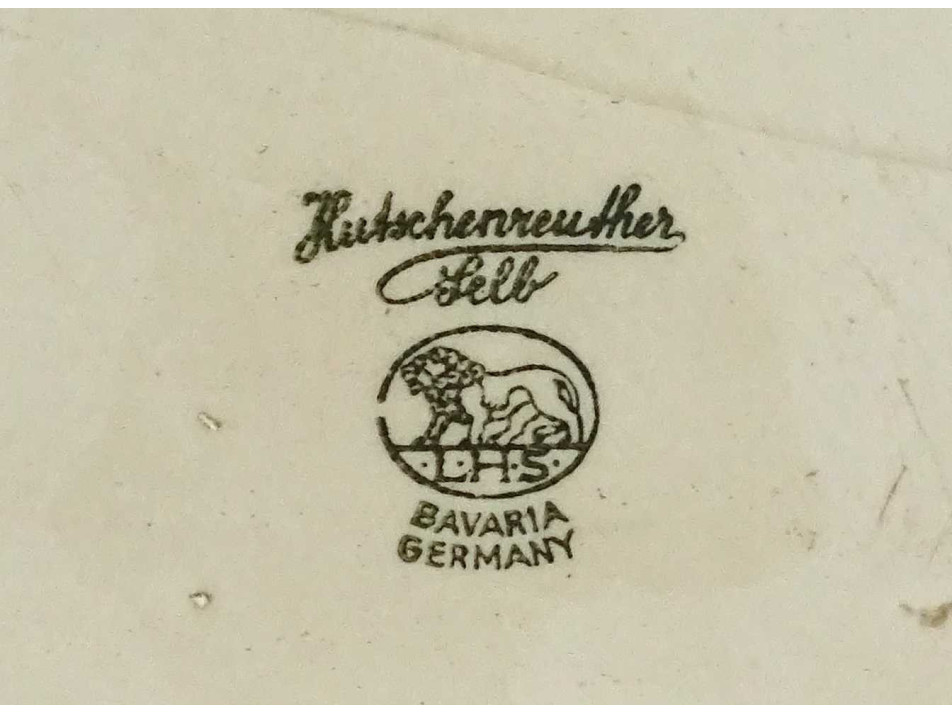 Hutschenreuther
Selb
L·H·S·
BAVARIA
GERMANY